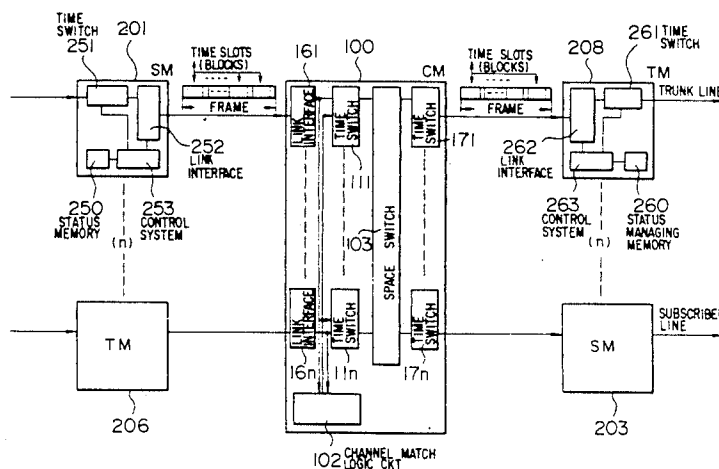 TIME SWITCH
251
201
SM
TIME SLOTS
(BLOCKS)
FRAME
252
LINK
INTERFACE
250
STATUS
MEMORY
253
CONTROL
SYSTEM
(n)
TM
206
161
100
CM
LINK INTERFACE
TIME SWITCH
111
SPACE SWITCH
103
TIME SWITCH
171
LINK INTERFACE
16n
TIME SWITCH
11n
TIME SWITCH
17n
102 CHANNEL MATCH
LOGIC CKT
TIME SLOTS
(BLOCKS)
FRAME
208
261 TIME
SWITCH
TM
TRUNK LINE
262
LINK
INTERFACE
263
CONTROL
SYSTEM
260
STATUS
MANAGING
MEMORY
(n)
SUBSCRIBER
LINE
SM
203